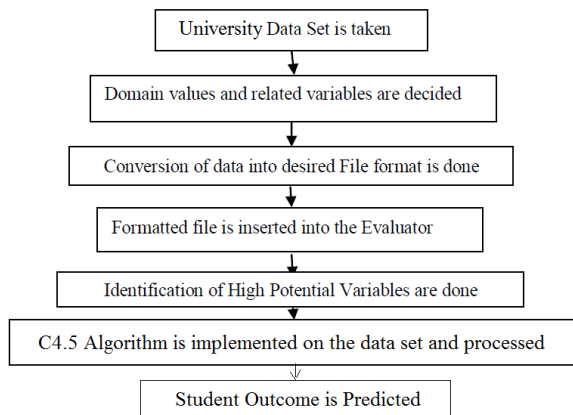 University Data Set is taken
Domain values and related variables are decided
Conversion of data into desired File format is done
Formatted file is inserted into the Evaluator
Identification of High Potential Variables are done
C4.5 Algorithm is implemented on the data set and processed
Student Outcome is Predicted